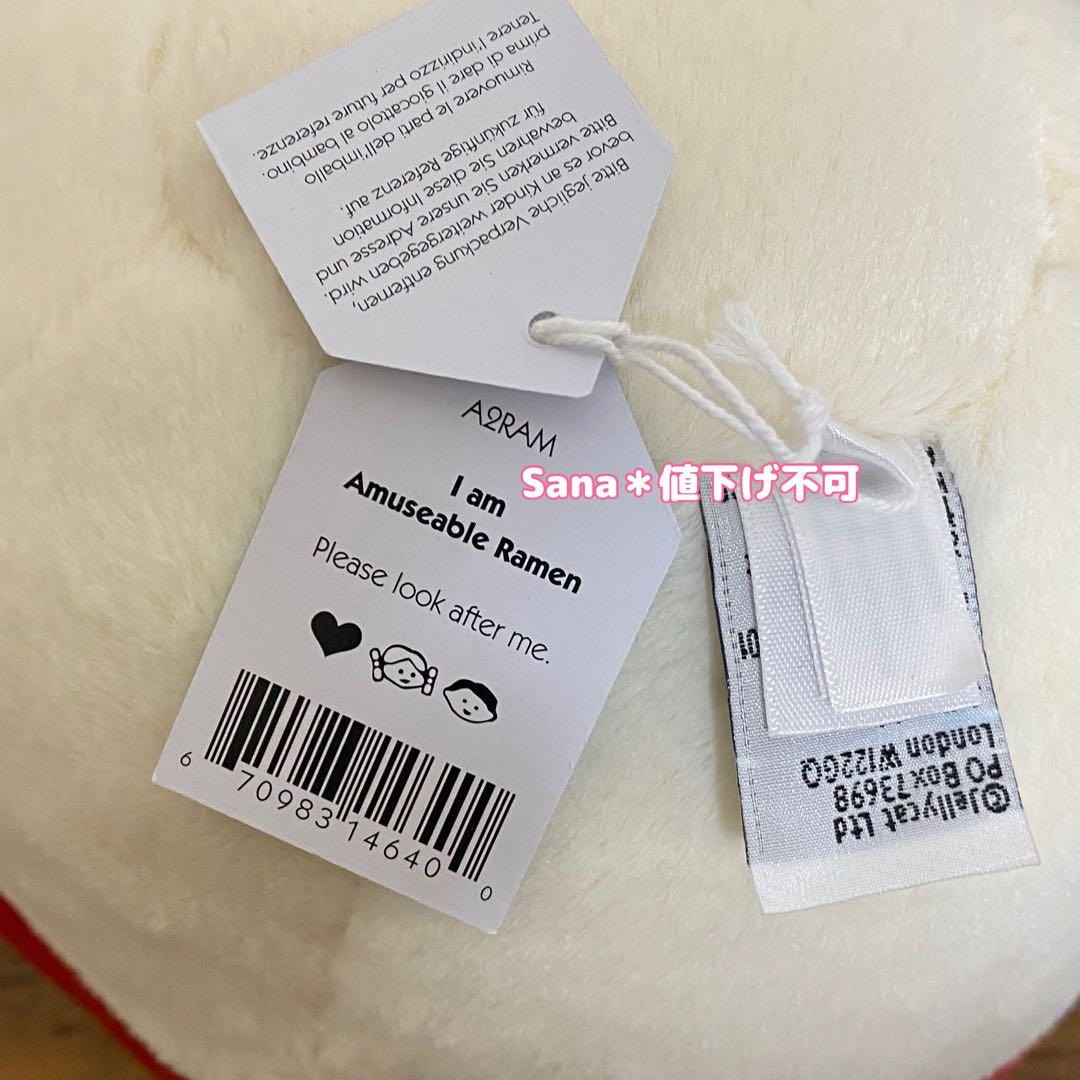 Bitte jegliche Verpackung entfernen,
bevor es an Kinder weitergegeben wird.
Bitte vermerken Sie unsere Adresse und
bewahren Sie diese Information
für zukünftige Referenz auf.
Rimuovere le parti dell'imballo
prima di dare il giocattolo al bambino.
Tenere l'indirizzo per future referenze.
A2RAM
I am
Amuseable Ramen
Please look after me.
6 70983 14640 0
Sana＊値下げ不可
©Jellycat Ltd
PO Box 73698
London W122GQ